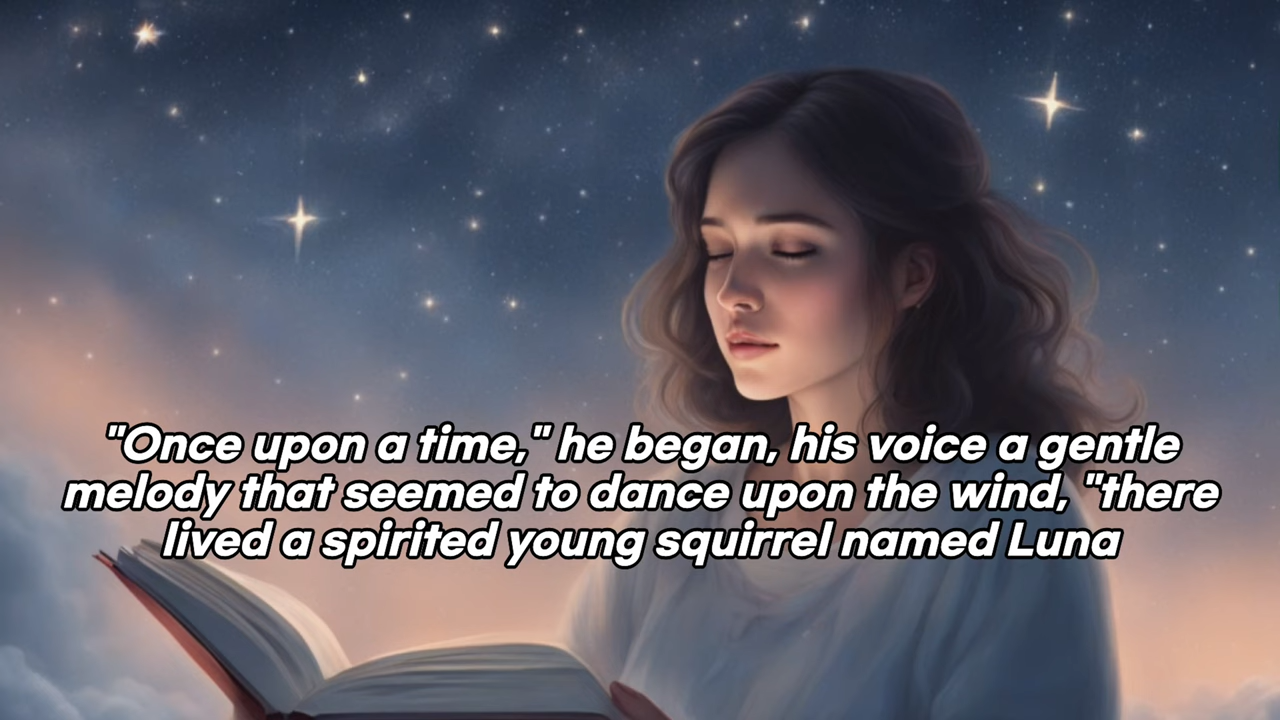 "Once upon a time," he began, his voice a gentle
melody that seemed to dance upon the wind, "there
lived a spirited young squirrel named Luna